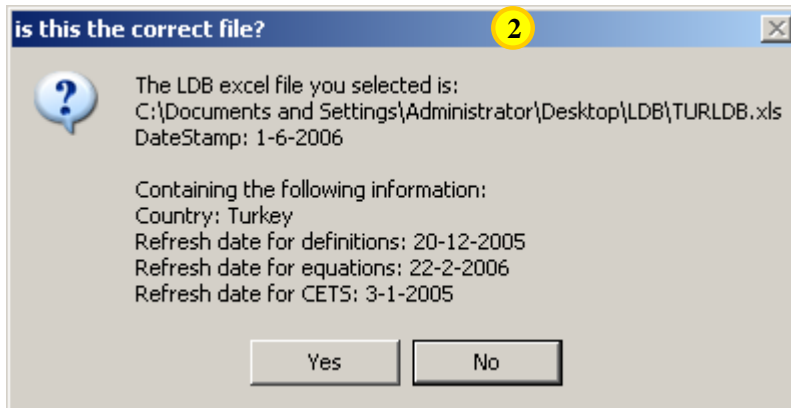 is this the correct file?
2
The LDB excel file you selected is:
C:\Documents and Settings\Administrator\Desktop\LDB\TURLDB.xls
DateStamp: 1-6-2006
Containing the following information:
Country: Turkey
Refresh date for definitions: 20-12-2005
Refresh date for equations: 22-2-2006
Refresh date for CETS: 3-1-2005
Yes
No